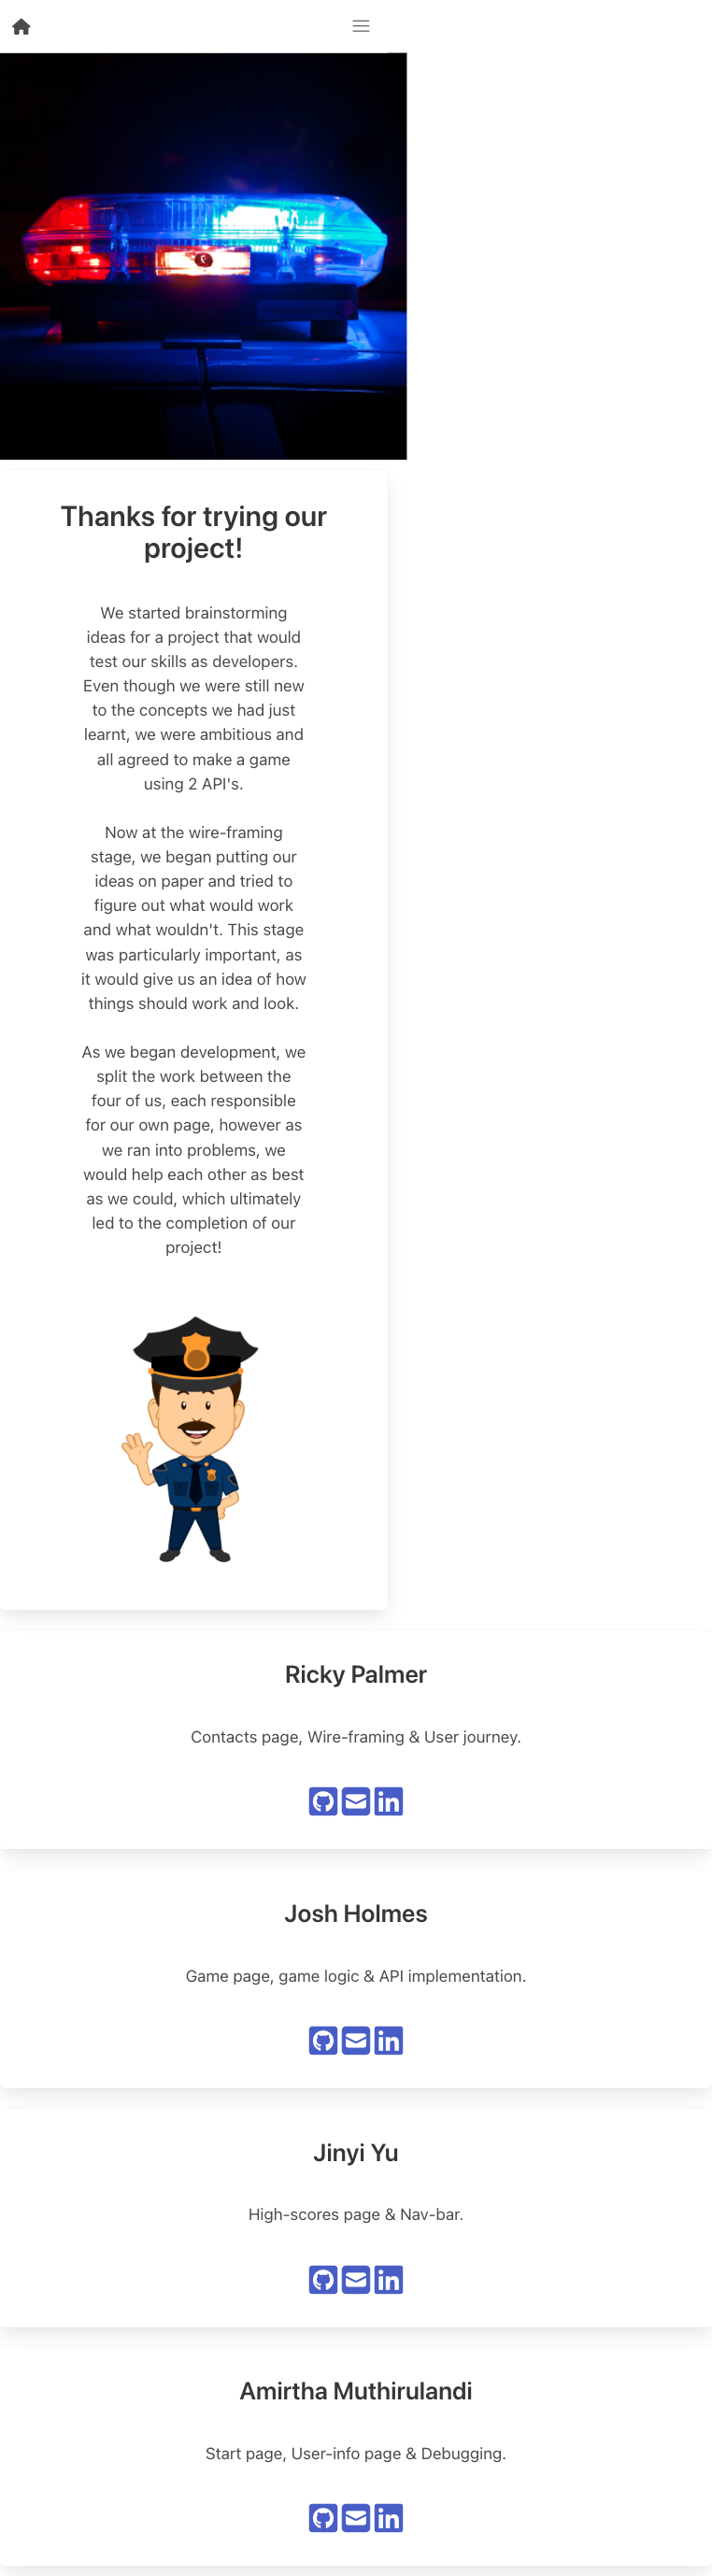 Thanks for trying our
project!
We started brainstorming
ideas for a project that would
test our skills as developers.
Even though we were still new
to the concepts we had just
learnt, we were ambitious and
all agreed to make a game
using 2 API's.
Now at the wire-framing
stage, we began putting our
ideas on paper and tried to
figure out what would work
and what wouldn't. This stage
was particularly important, as
it would give us an idea of how
things should work and look.
As we began development, we
split the work between the
four of us, each responsible
for our own page, however as
we ran into problems, we
would help each other as best
as we could, which ultimately
led to the completion of our
project!
Ricky Palmer
Contacts page, Wire-framing & User journey.
in
Josh Holmes
Game page, game logic & API implementation.
in
Jinyi Yu
High-scores page & Nav-bar.
in
Amirtha Muthirulandi
Start page, User-info page & Debugging.
in